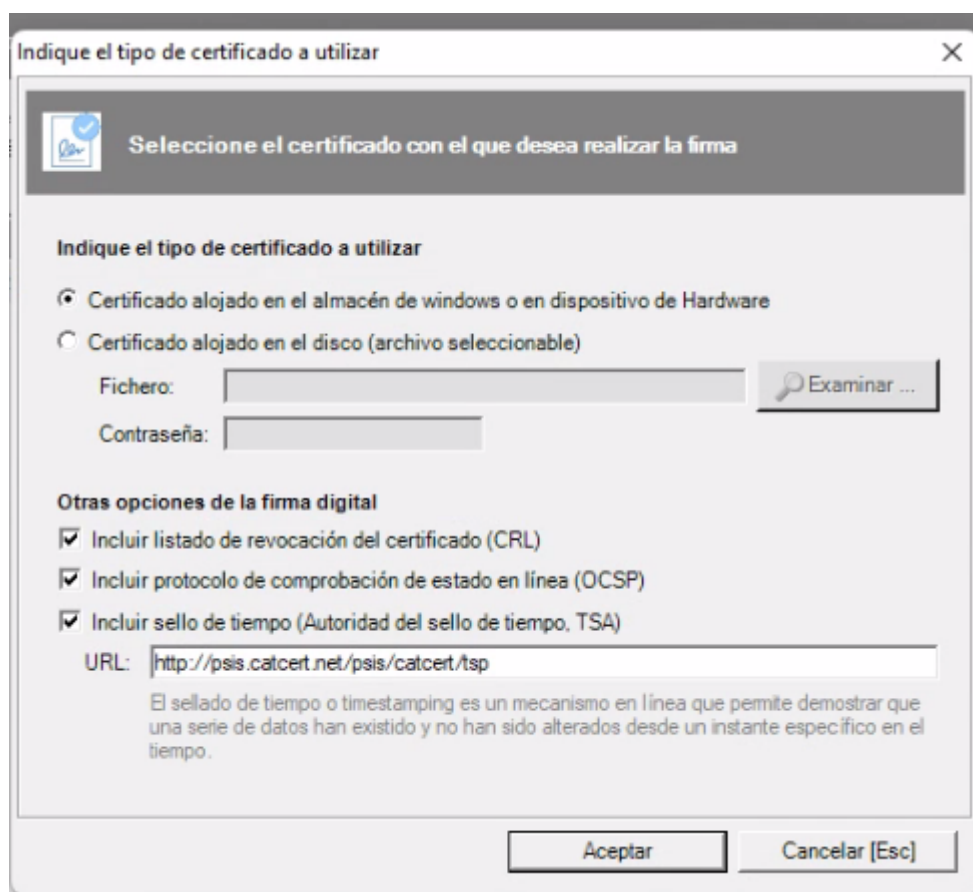 Indique el tipo de certificado a utilizar
Seleccione el certificado con el que desea realizar la firma
Indique el tipo de certificado a utilizar
Certificado alojado en el almacén de windows o en dispositivo de Hardware
Certificado alojado en el disco (archivo seleccionable)
Fichero:
Examinar ...
Contraseña:
Otras opciones de la firma digital
Incluir listado de revocación del certificado (CRL)
Incluir protocolo de comprobación de estado en línea (OCSP)
Incluir sello de tiempo (Autoridad del sello de tiempo, TSA)
URL: http://psis.catcert.net/psis/catcert/tsp
El sellado de tiempo o timestamping es un mecanismo en línea que permite demostrar que
una serie de datos han existido y no han sido alterados desde un instante específico en el
tiempo.
Aceptar
Cancelar [Esc]